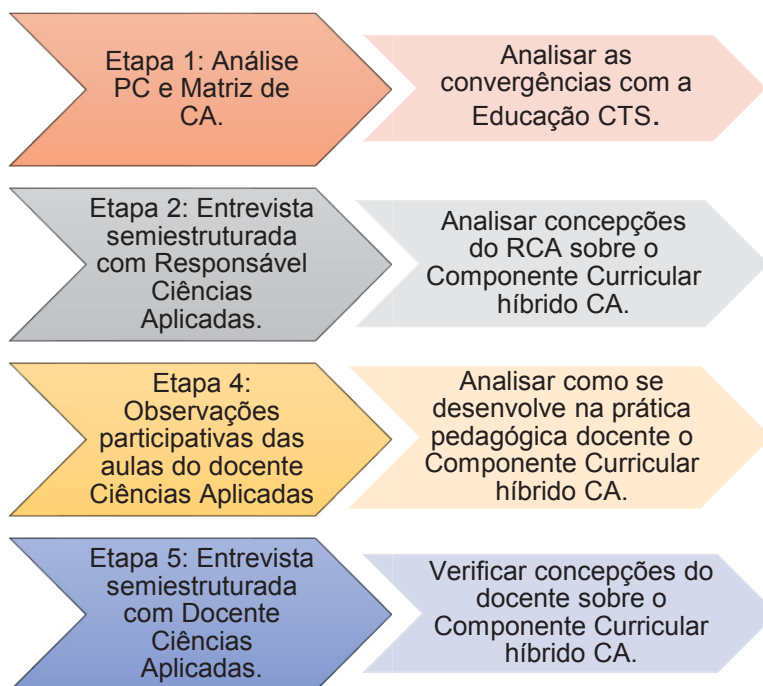 Etapa 1: Análise
PC e Matriz de
CA.
Analisar as
convergências com a
Educação CTS.
Etapa 2: Entrevista
semiestruturada
com Responsável
Ciências
Aplicadas.
Analisar concepções
do RCA sobre o
Componente Curricular
híbrido CA.
Etapa 4:
Observações
participativas das
aulas do docente
Ciências Aplicadas
Analisar como se
desenvolve na prática
pedagógica docente o
Componente Curricular
híbrido CA.
Etapa 5: Entrevista
semiestruturada
com Docente
Ciências
Aplicadas.
Verificar concepções do
docente sobre o
Componente Curricular
híbrido CA.